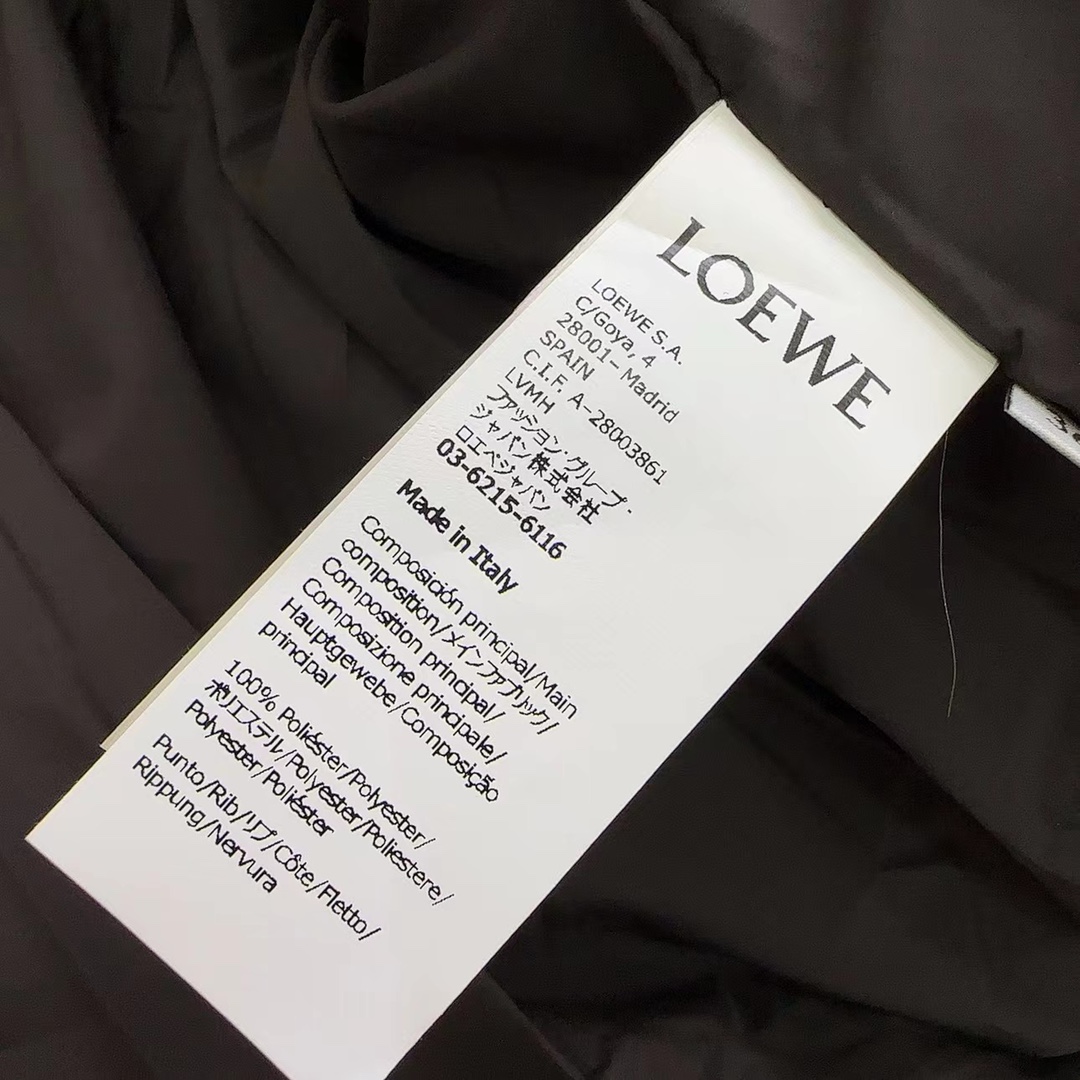 LOEWE
LOEWE S.A.
C/Goya, 4
28001- Madrid
SPAIN
C.I.F. A-28003861
LVMH
ファッション・グループ・
ジャパン株式会社
ロエベジャパン
03-6215-6116
Made in Italy
Composición principal/Main
composition/メインファブリック/
Composition principal/
Composizione principale/
Hauptgewebe/Composição
principal
100% Poliéster/Polyester/
ポリエステル/Polyester/Poliestere/
Polyester/Poliéster
Punto/Rib/リブ/Côte/Fletto/
Rippung/Nervura